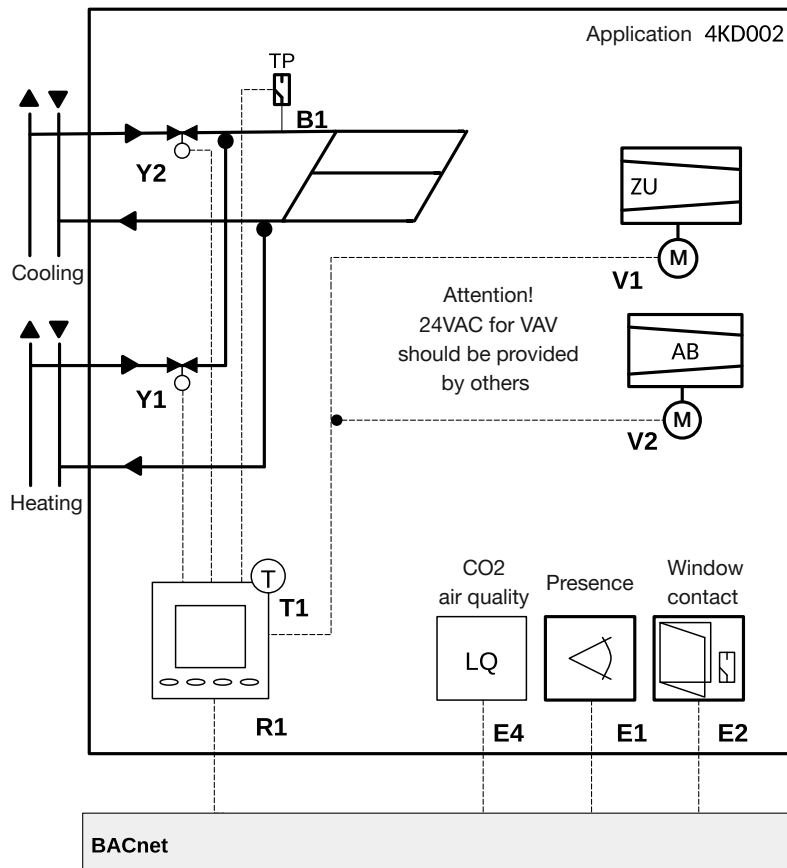 Application 4KD002
TP
B1
Y2
Cooling
ZU
M
V1
Attention!
24VAC for VAV
should be provided
by others
AB
M
V2
Y1
Heating
T
T1
R1
CO2
air quality
LQ
E4
Presence
E1
Window
contact
E2
BACnet